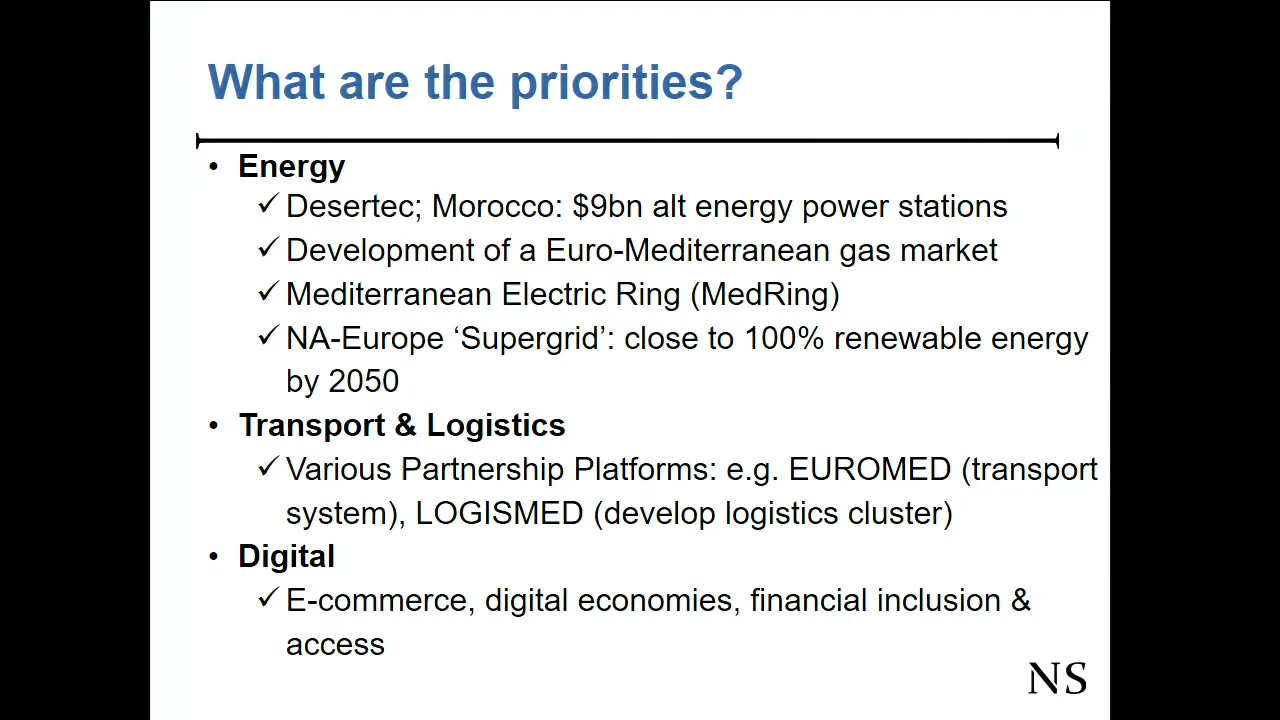 What are the priorities?
• Energy
✓ Desertec; Morocco: $9bn alt energy power stations
✓ Development of a Euro-Mediterranean gas market
✓ Mediterranean Electric Ring (MedRing)
✓ NA-Europe ‘Supergrid’: close to 100% renewable energy
by 2050
• Transport & Logistics
✓ Various Partnership Platforms: e.g. EUROMED (transport
system), LOGISMED (develop logistics cluster)
• Digital
✓ E-commerce, digital economies, financial inclusion &
access
NS